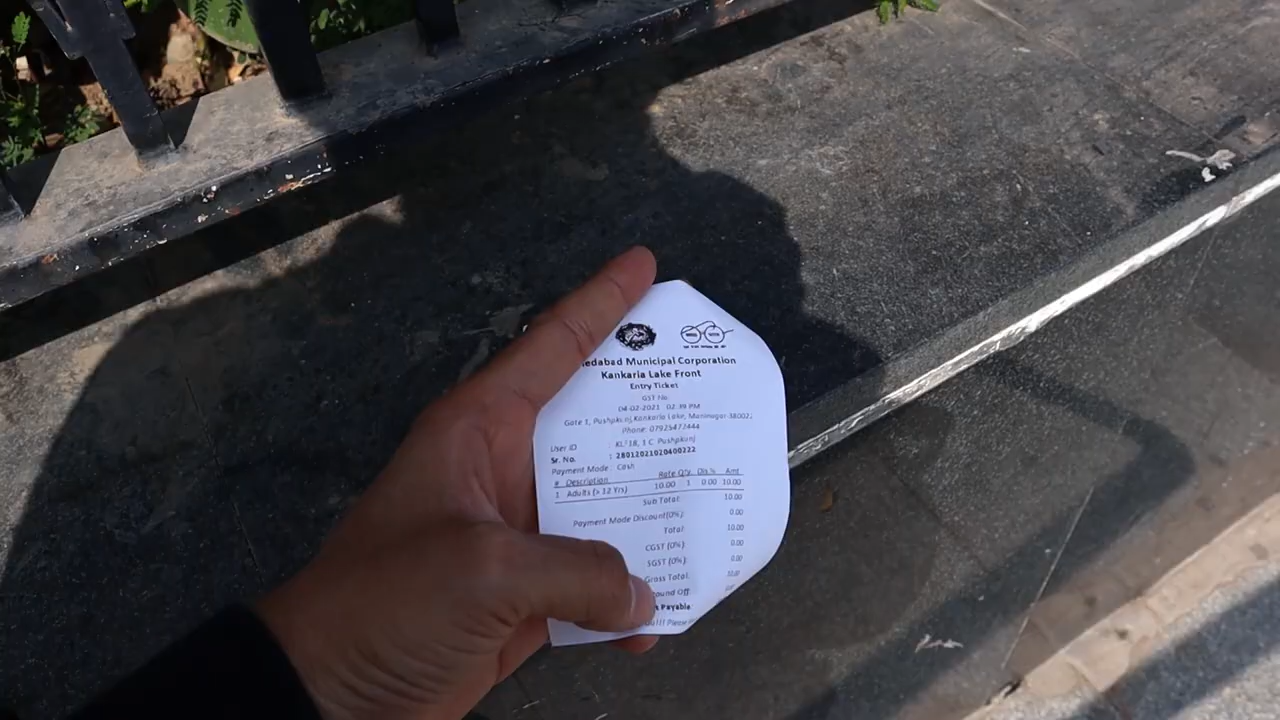 edabad Municipal Corporation
Kankaria Lake Front
Entry Ticket
GST No:
04-02-2021 02:39 PM
Gate 1, Pushpkunj,Kankaria Lake, Maninagar-38002
Phone: 07925472444
User ID : 1 C Pushpkunj
Sr. No. : 28012021020400222
Payment Mode : Cash
# Description Rate Qty. Dis.% Amt
1 Adults (> 12 Yrs) 10.00 1 0.00 10.00
Sub Total: 10.00
Payment Mode Discount(0%): 0.00
Total: 10.00
CGST (0%): 0.00
SGST (0%): 0.00
Gross Total: 10.00
ound Off:
Payable:
Please